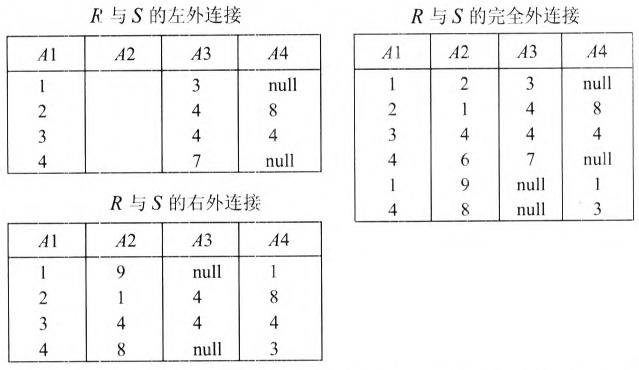 R 与 S 的左外连接
A1 A2 A3 A4
1 3 null
2 4 8
3 4 4
4 7 null
R 与 S 的右外连接
A1 A2 A3 A4
1 9 null 1
2 1 4 8
3 4 4 4
4 8 null 3
R 与 S 的完全外连接
A1 A2 A3 A4
1 2 3 null
2 1 4 8
3 4 4 4
4 6 7 null
1 9 null 1
4 8 null 3